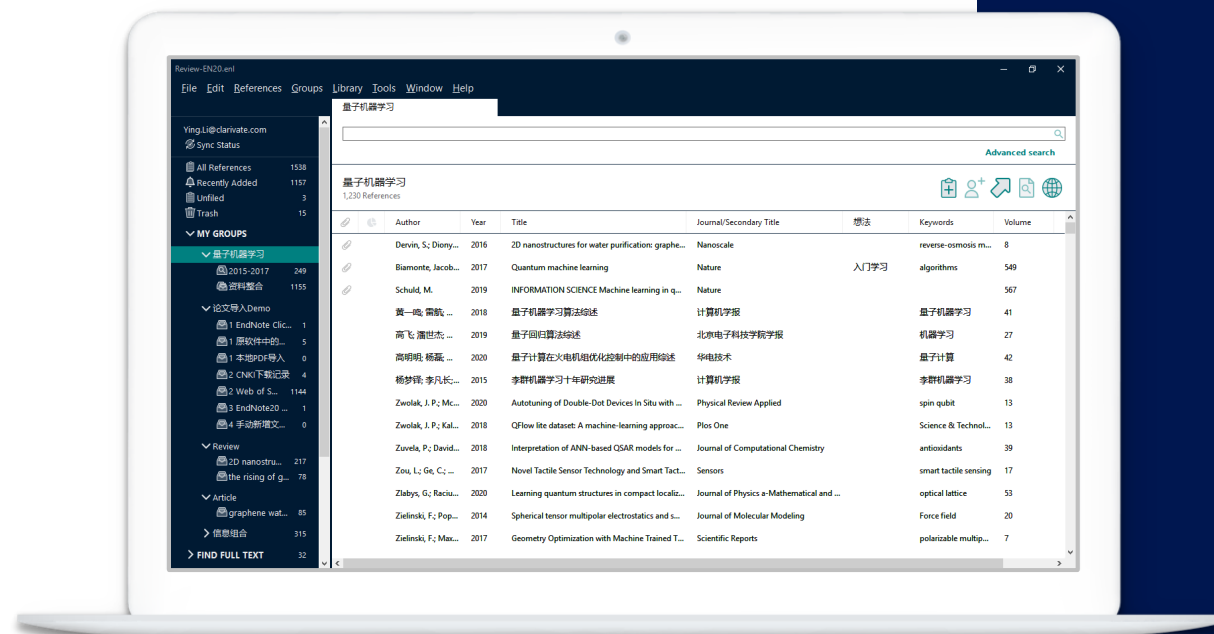 Review-EN20.enl
File Edit References Groups Library Tools Window Help
量子机器学习
Ying.Li@clarivate.com
Sync Status
Advanced search
All References 1538
Recently Added 1157
Unfiled 3
Trash 15
MY GROUPS
量子机器学习
2015-2017 249
资料整合 1155
论文导入Demo
1 EndNote Clic... 1
1 原软件中的... 5
1 本地PDF导入 0
2 CNKI下载记录 4
2 Web of S... 1144
3 EndNote20 ... 1
4 手动新增文... 0
Review
2D nanostru... 217
the rising of g... 78
Article
graphene wat... 85
信息组合 315
FIND FULL TEXT 32
量子机器学习
1,230 References
Author Year Title Journal/Secondary Title 想法 Keywords Volume
Dervin, S.; Diony... 2016 2D nanostructures for water purification: graphe... Nanoscale reverse-osmosis m... 8
Biamonte, Jacob... 2017 Quantum machine learning Nature 入门学习 algorithms 549
Schuld, M. 2019 INFORMATION SCIENCE Machine learning in q... Nature 567
黄一鸣; 雷航; ... 2018 量子机器学习算法综述 计算机学报 量子机器学习 41
高飞; 潘世杰; ... 2019 量子回归算法综述 北京电子科技学院学报 机器学习 27
高明明; 杨磊; ... 2020 量子计算在火电机组优化控制中的应用综述 华电技术 量子计算 42
杨梦铎; 李凡长;... 2015 李群机器学习十年研究进展 计算机学报 李群机器学习 38
Zwolak, J. P.; Mc... 2020 Autotuning of Double-Dot Devices In Situ with ... Physical Review Applied spin qubit 13
Zwolak, J. P.; Kal... 2018 QFlow lite dataset: A machine-learning approac... Plos One Science & Technol... 13
Zuvela, P.; David... 2018 Interpretation of ANN-based QSAR models for ... Journal of Computational Chemistry antioxidants 39
Zou, L.; Ge, C.; ... 2017 Novel Tactile Sensor Technology and Smart Tact... Sensors smart tactile sensing 17
Zlabys, G.; Raciu... 2020 Learning quantum structures in compact localiz... Journal of Physics a-Mathematical and ... optical lattice 53
Zielinski, F.; Pop... 2014 Spherical tensor multipolar electrostatics and s... Journal of Molecular Modeling Force field 20
Zielinski, F.; Max... 2017 Geometry Optimization with Machine Trained T... Scientific Reports polarizable multip... 7